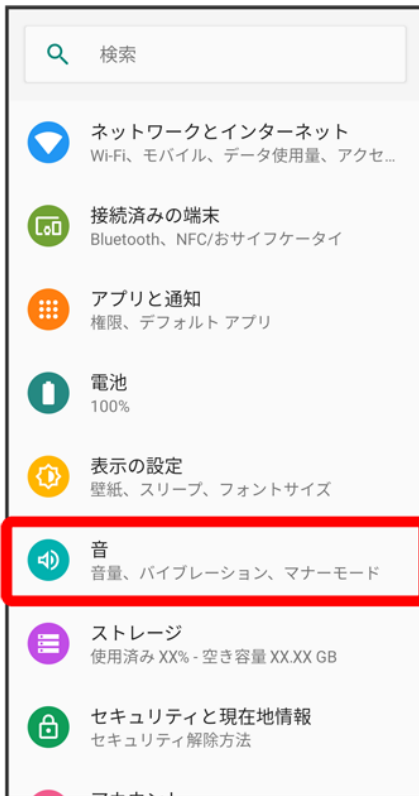 検索
ネットワークとインターネット
Wi-Fi、モバイル、データ使用量、アクセ...
接続済みの端末
Bluetooth、NFC/おサイフケータイ
アプリと通知
権限、デフォルト アプリ
電池
100%
表示の設定
壁紙、スリープ、フォントサイズ
音
音量、バイブレーション、マナーモード
ストレージ
使用済み XX% - 空き容量 XX.XX GB
セキュリティと現在地情報
セキュリティ解除方法